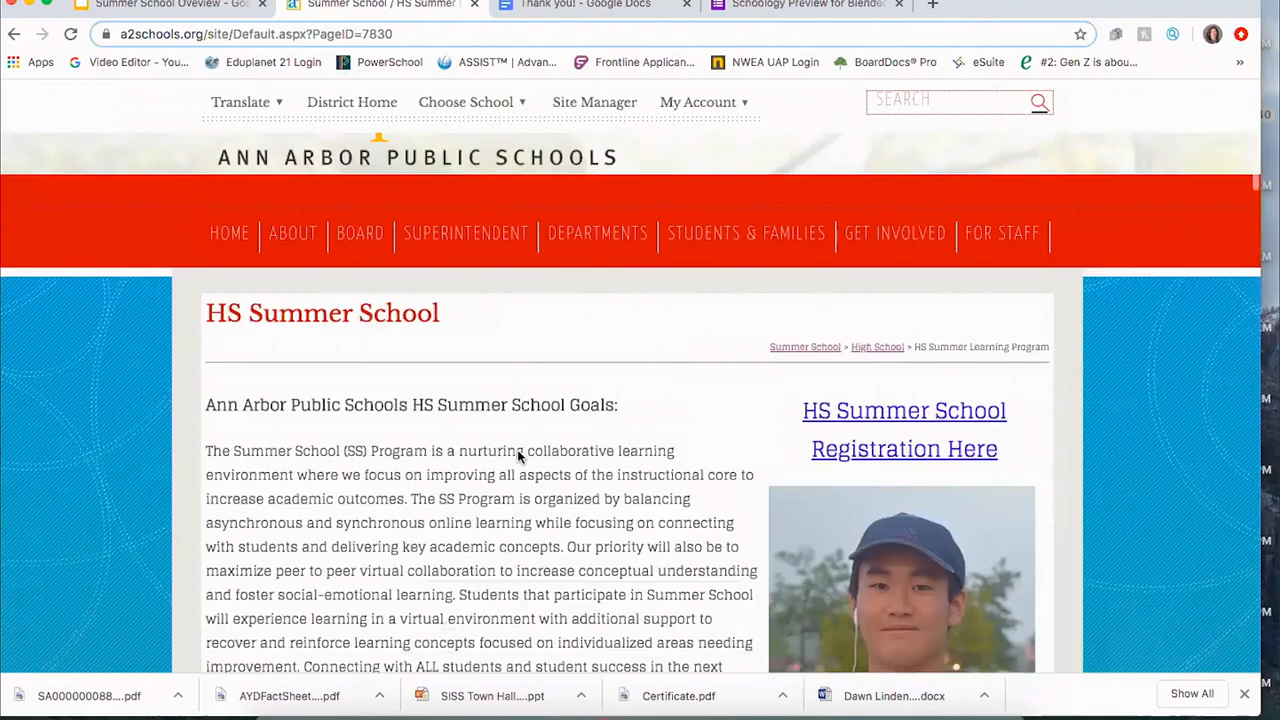 Summer School Oveview - Goo
Summer School / HS Summer
Thank you! - Google Docs
Schoology Preview for Blende
a2schools.org/site/Default.aspx?PageID=7830
Apps Video Editor - You... Eduplanet 21 Login PowerSchool ASSIST™ | Advan... Frontline Applican... NWEA UAP Login BoardDocs® Pro eSuite #2: Gen Z is abou... »
Translate ▼ District Home Choose School ▼ Site Manager My Account ▼ SEARCH
ANN ARBOR PUBLIC SCHOOLS
HOME ABOUT BOARD SUPERINTENDENT DEPARTMENTS STUDENTS & FAMILIES GET INVOLVED FOR STAFF
HS Summer School
Summer School > High School > HS Summer Learning Program
Ann Arbor Public Schools HS Summer School Goals:
The Summer School (SS) Program is a nurturing collaborative learning
environment where we focus on improving all aspects of the instructional core to
increase academic outcomes. The SS Program is organized by balancing
asynchronous and synchronous online learning while focusing on connecting
with students and delivering key academic concepts. Our priority will also be to
maximize peer to peer virtual collaboration to increase conceptual understanding
and foster social-emotional learning. Students that participate in Summer School
will experience learning in a virtual environment with additional support to
recover and reinforce learning concepts focused on individualized areas needing
improvement. Connecting with ALL students and student success in the next
HS Summer School
Registration Here
SA000000088....pdf AYDFactSheet....pdf SISS Town Hall....ppt Certificate.pdf Dawn Linden....docx Show All